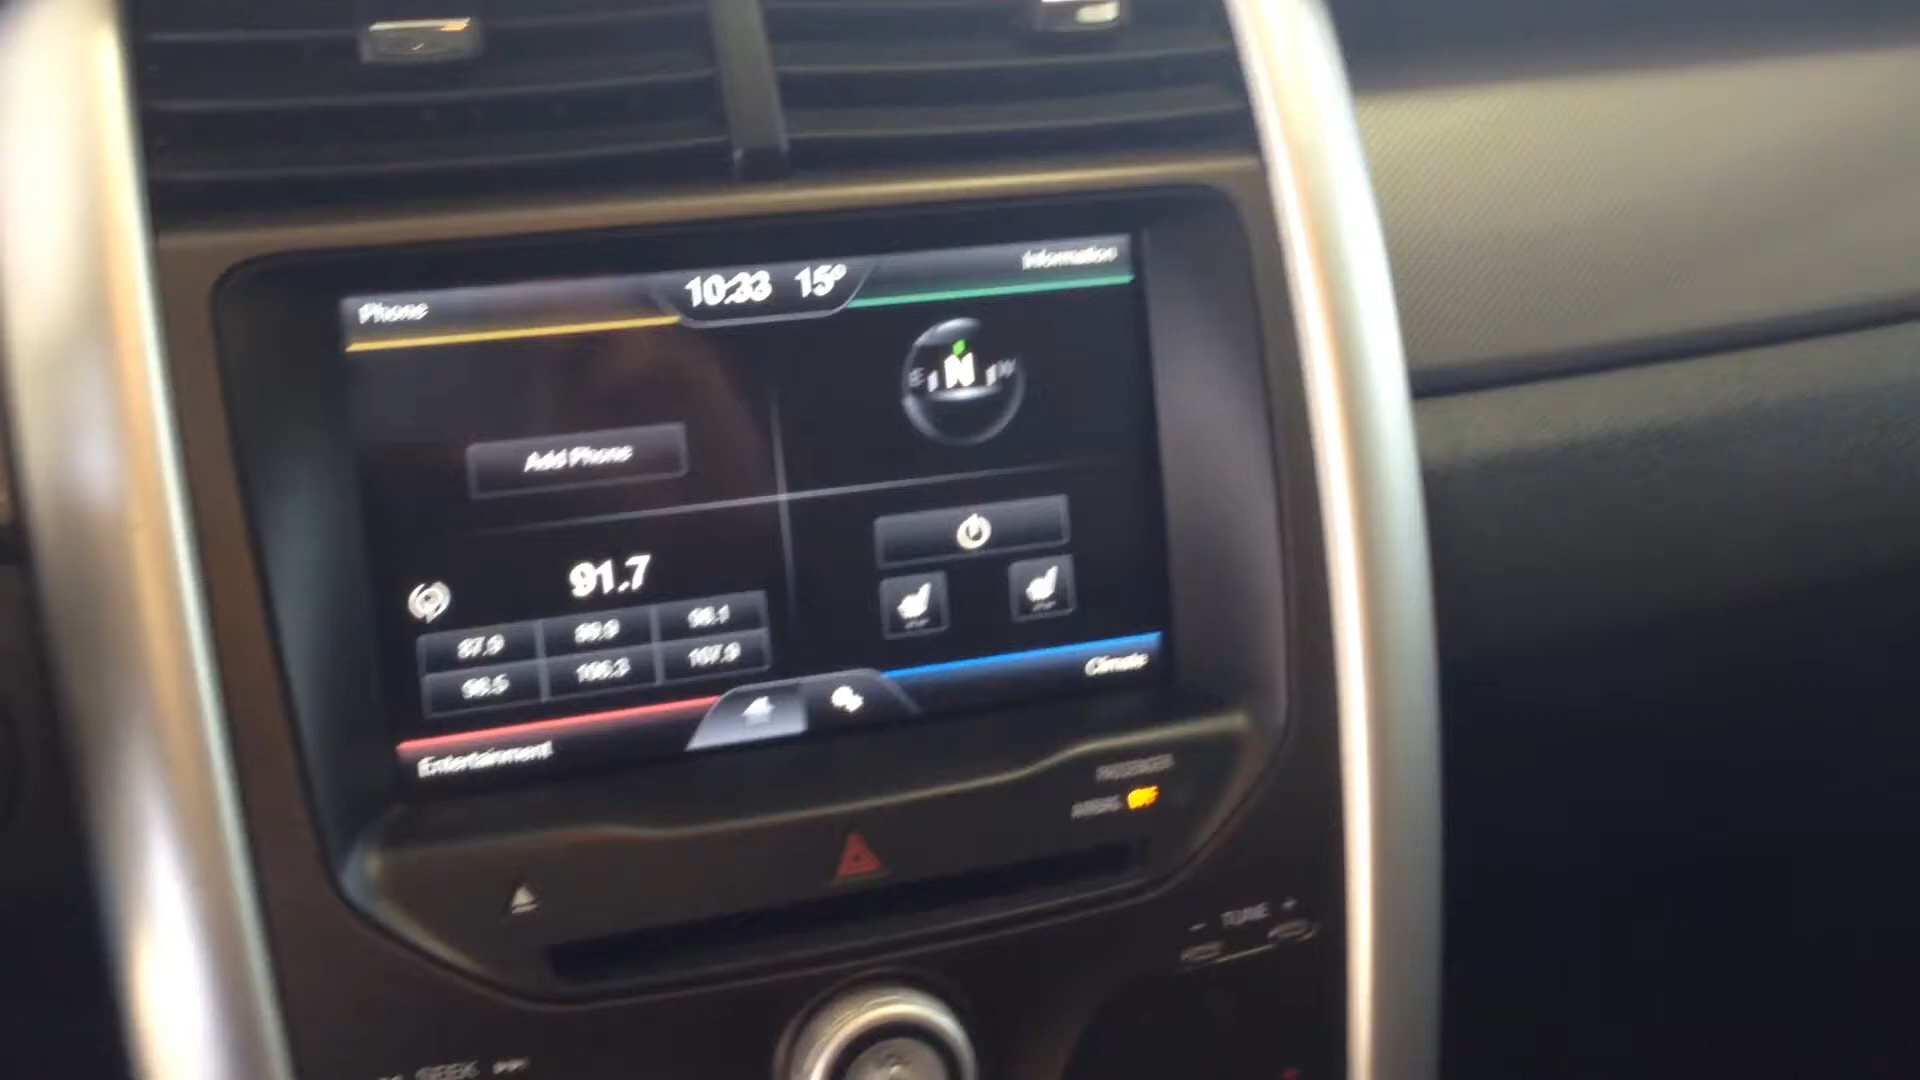 Phone
10:33 15°
Information
E N W
Add Phone
91.7
87.9 89.9 98.1
98.5 106.3 107.9
Climate
Entertainment
PASSENGER
AIRBAG OFF
- TUNE +
SEEK